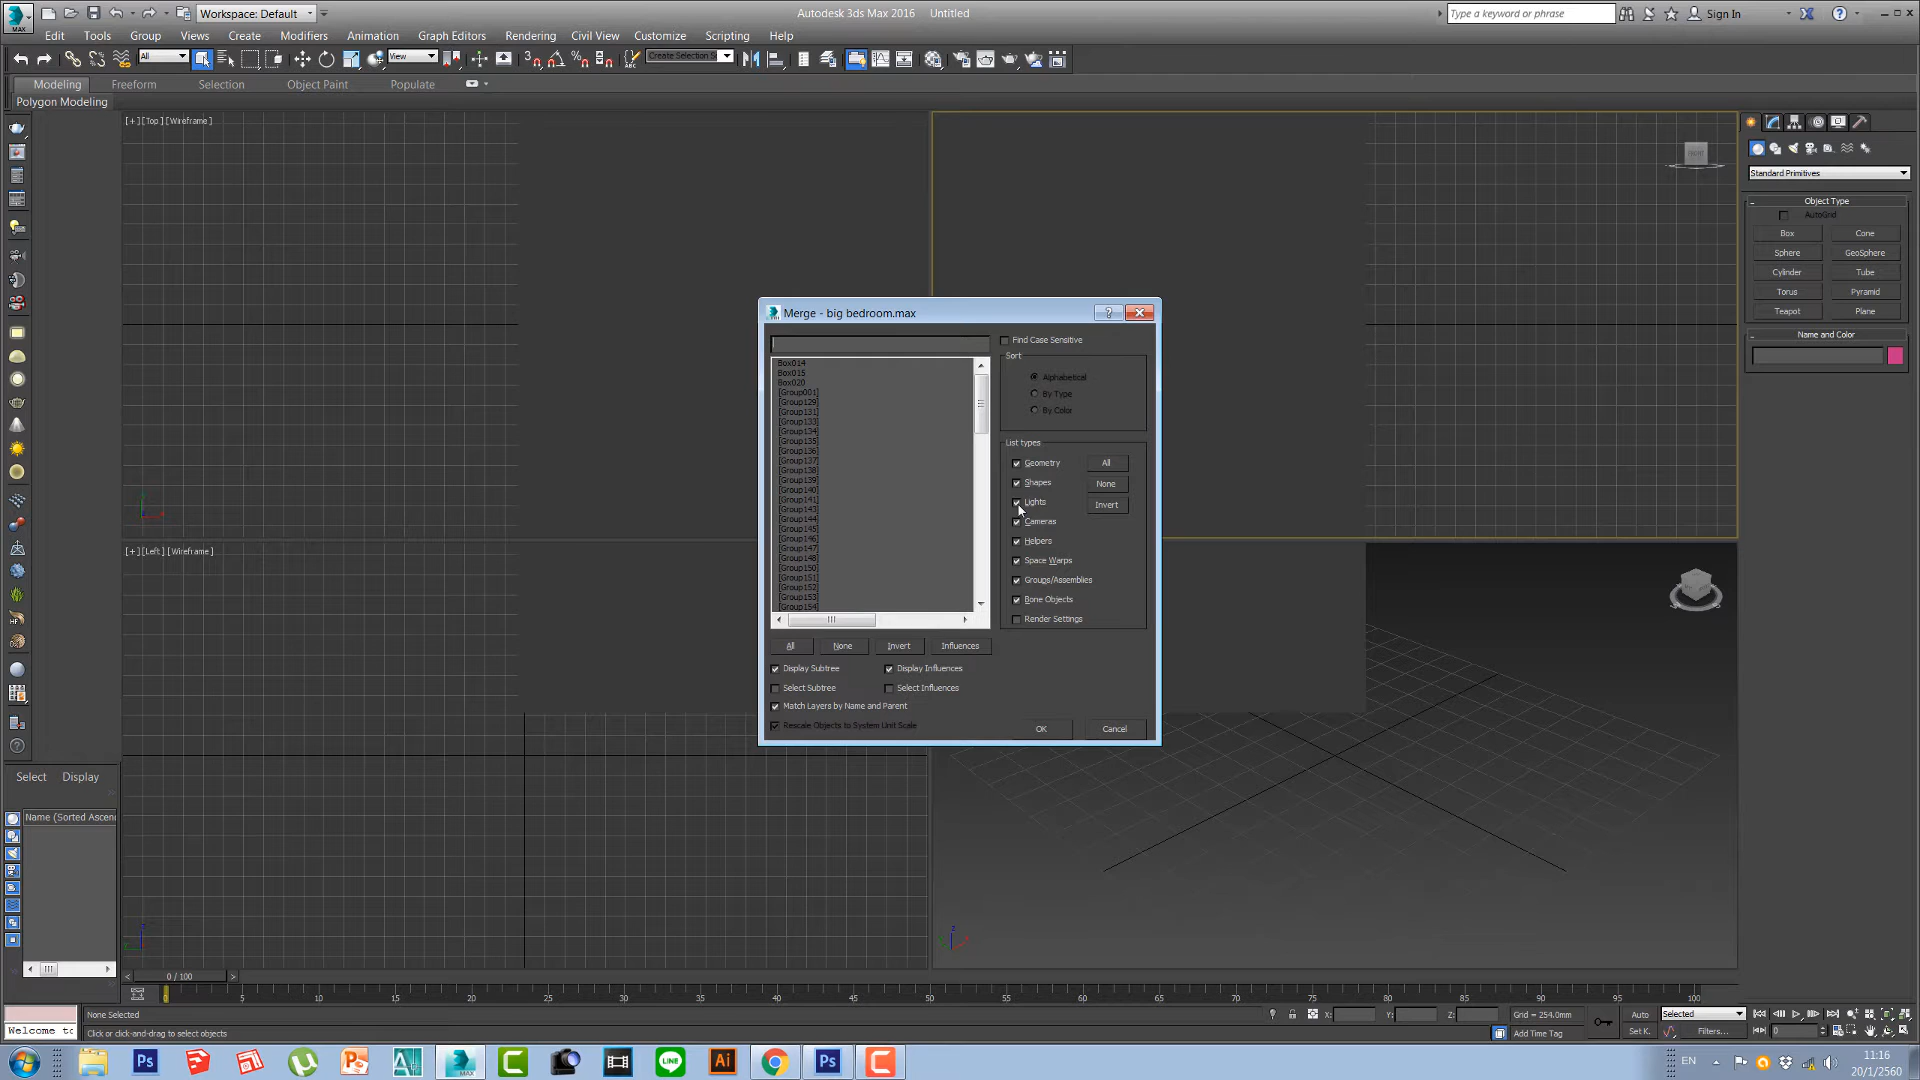 Workspace: Default
Autodesk 3ds Max 2016 Untitled
Type a keyword or phrase
Sign In
MAX
Edit Tools Group Views Create Modifiers Animation Graph Editors Rendering Civil View Customize Scripting Help
All
View
Create Selection S
Modeling Freeform Selection Object Paint Populate
Polygon Modeling
[+][Top][Wireframe]
FRONT
Standard Primitives
Object Type
AutoGrid
Box Cone
Sphere GeoSphere
Cylinder Tube
Torus Pyramid
Teapot Plane
Name and Color
Merge - big bedroom.max
Find Case Sensitive
Sort
Alphabetical
By Type
By Color
Box014
Box015
Box020
[Group001]
[Group129]
[Group131]
[Group133]
[Group134]
[Group135]
[Group136]
[Group137]
[Group138]
[Group139]
[Group140]
[Group141]
[Group143]
[Group144]
[Group145]
[Group146]
[Group147]
[Group148]
[Group150]
[Group151]
[Group152]
[Group153]
[Group154]
List types
Geometry All
Shapes None
Lights Invert
Cameras
Helpers
Space Warps
Groups/Assemblies
Bone Objects
Render Settings
All None Invert Influences
Display Subtree Display Influences
Select Subtree Select Influences
Match Layers by Name and Parent
Rescale Objects to System Unit Scale
OK Cancel
[+][Left][Wireframe]
Select Display
Name (Sorted Ascen
0 / 100
0 5 10 15 20 25 30 35 40 45 50 55 60 65 70 75 80 85 90 95 100
None Selected
X: Y: Z: Grid = 254.0mm
Auto Selected
Welcome to
Click or click-and-drag to select objects
Add Time Tag
Set K. Filters... 0
EN
11:16
20/1/2560